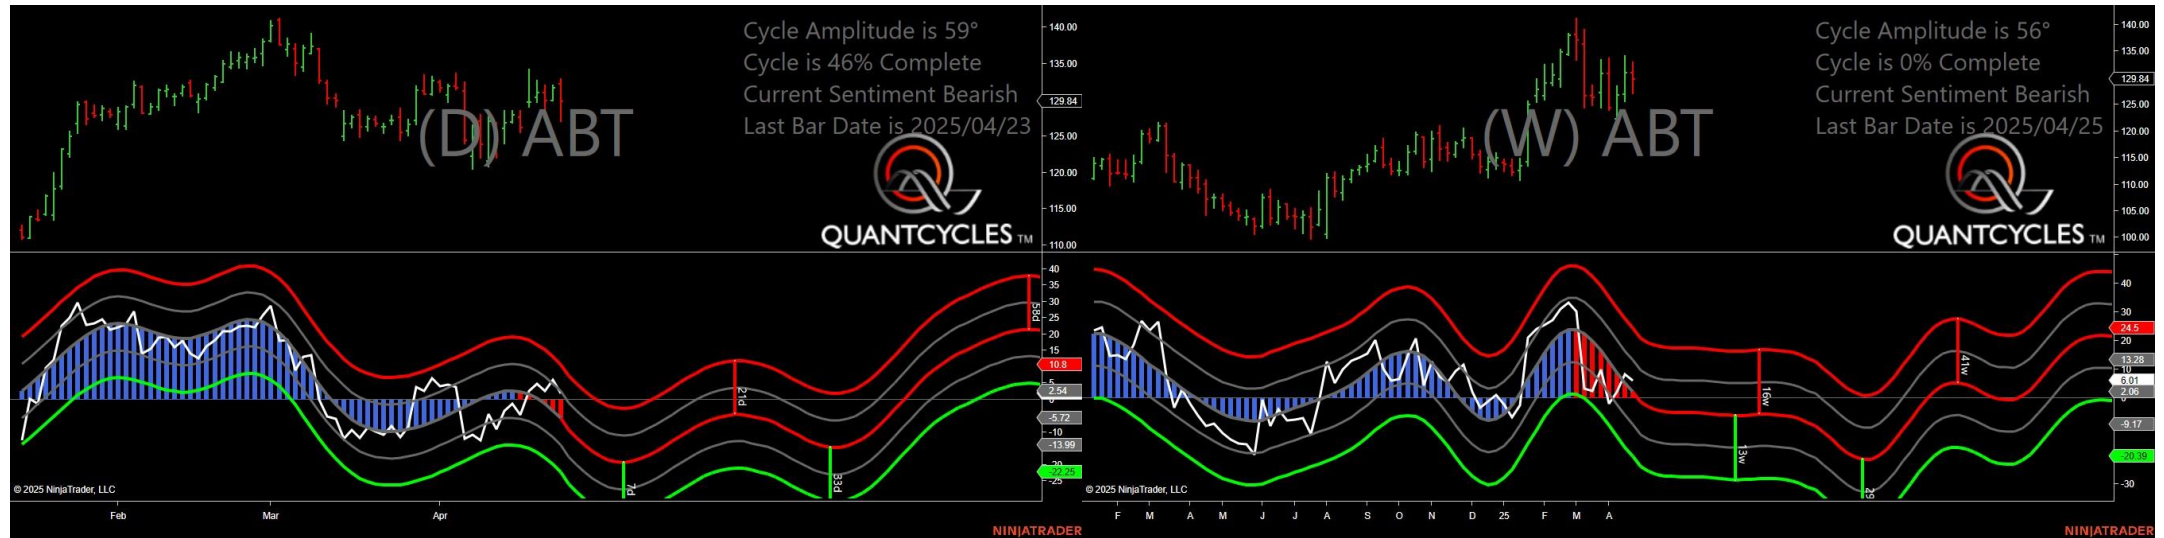 Cycle Amplitude is 59°
Cycle is 46% Complete
Current Sentiment Bearish
Last Bar Date is 2025/04/23
(D) ABT
QUANTCYCLES TM
140.00
135.00
129.84
125.00
120.00
115.00
110.00
40
35
30
25
20
15
10.8
5
2.54
0
-5.72
-10
-13.99
-22.25
-25
58d
21d
7d
33d
© 2025 NinjaTrader, LLC
Feb
Mar
Apr
NINJATRADER
Cycle Amplitude is 56°
Cycle is 0% Complete
Current Sentiment Bearish
Last Bar Date is 2025/04/25
(W) ABT
QUANTCYCLES TM
140.00
135.00
129.84
125.00
120.00
115.00
110.00
105.00
100.00
40
30
24.5
20
13.28
10
6.01
2.06
-9.17
-20.39
-30
16w
13w
41w
29
© 2025 NinjaTrader, LLC
F M A M J J A S O N D 25 F M A
NINJATRADER